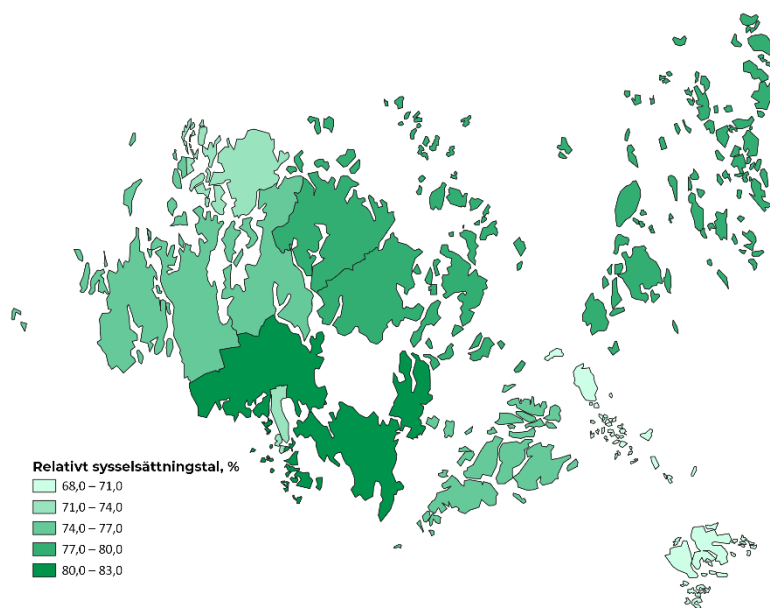 Relativt sysselsättningstal, %
68,0 – 71,0
71,0 – 74,0
74,0 – 77,0
77,0 – 80,0
80,0 – 83,0